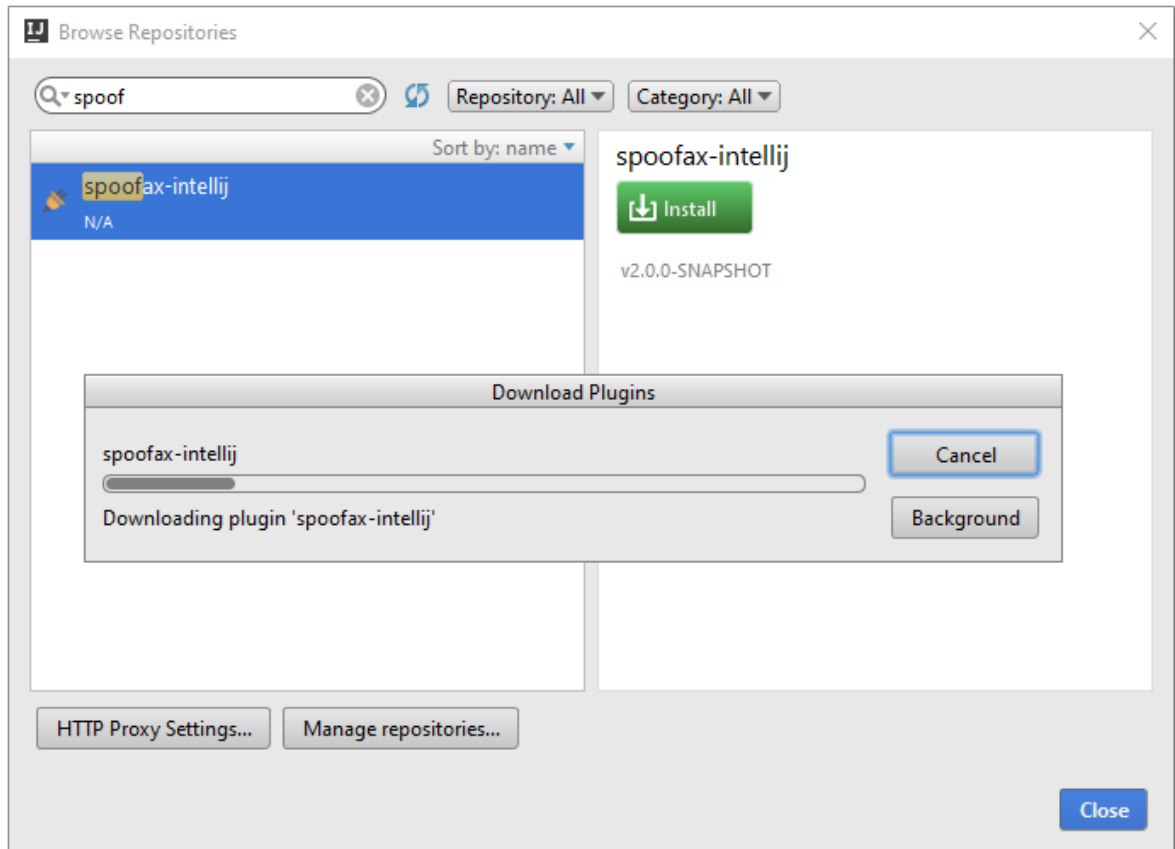 IJ Browse Repositories
spoof
Repository: All
Category: All
Sort by: name
spoofax-intellij
N/A
spoofax-intellij
Install
v2.0.0-SNAPSHOT
Download Plugins
spoofax-intellij
Cancel
Downloading plugin 'spoofax-intellij'
Background
HTTP Proxy Settings...
Manage repositories...
Close